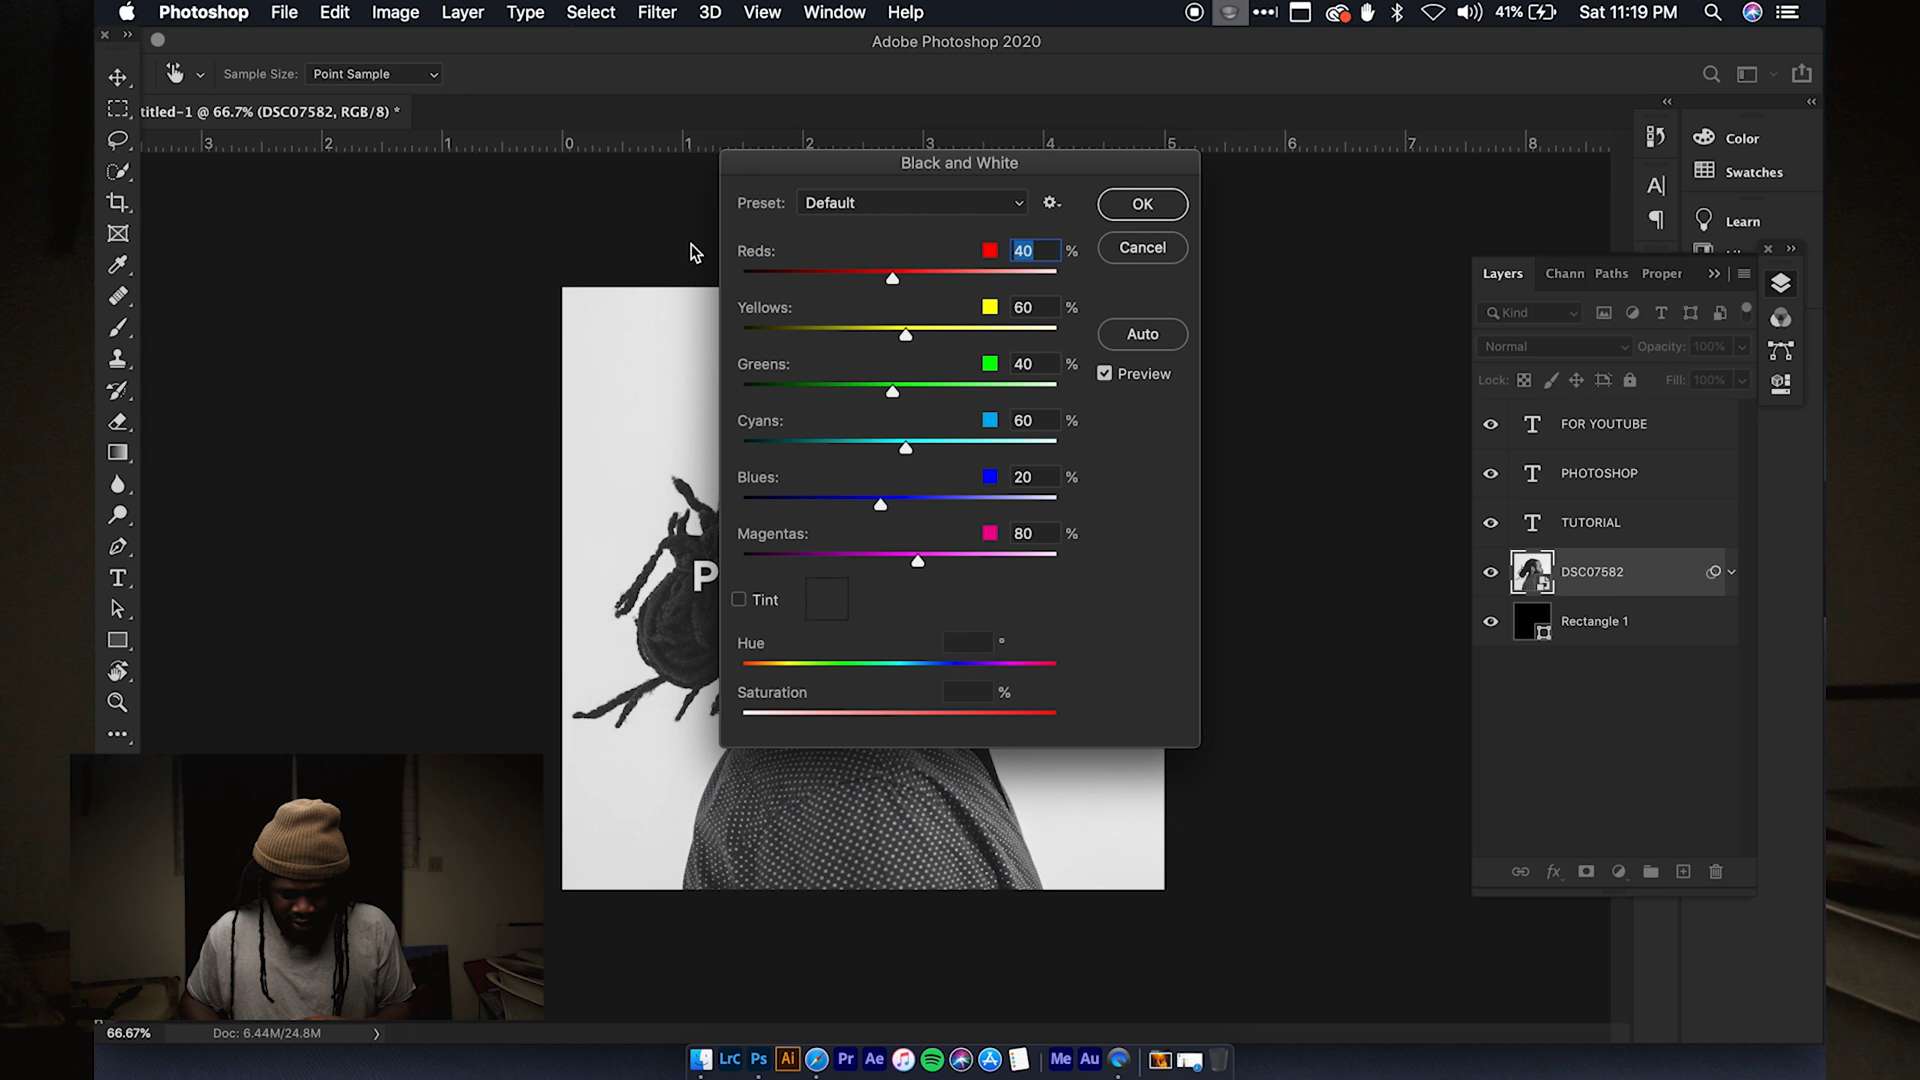 Photoshop File Edit Image Layer Type Select Filter 3D View Window Help 41% Sat 11:19 PM
Adobe Photoshop 2020
Sample Size: Point Sample
titled-1 @ 66.7% (DSC07582, RGB/8) *
3 2 1 0 1 2 3 4 5 6 7 8
Black and White
Preset: Default
OK
Reds: 40 %
Cancel
Yellows: 60 %
Auto
Greens: 40 %
Preview
Cyans: 60 %
Blues: 20 %
Magentas: 80 %
Tint
Hue °
Saturation %
P
Color
Swatches
A|
Learn
Layers Chann Paths Proper
Kind
Normal Opacity: 100%
Lock: Fill: 100%
T FOR YOUTUBE
T PHOTOSHOP
T TUTORIAL
DSC07582
Rectangle 1
fx
66.67% Doc: 6.44M/24.8M
LrC Ps Ai Pr Ae Me Au